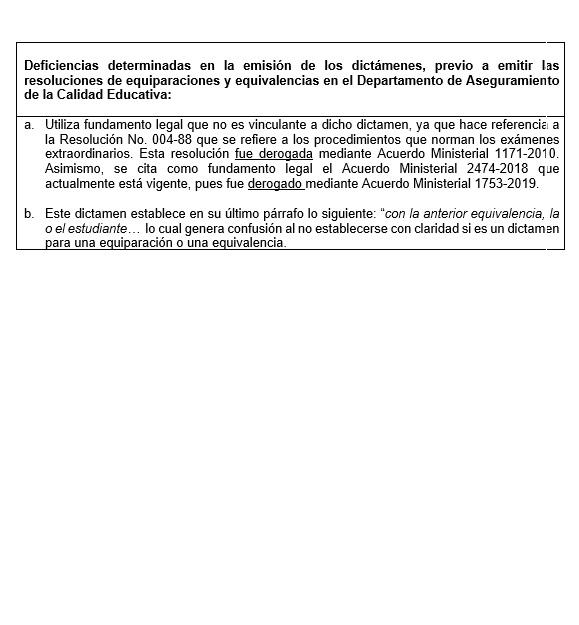 Deficiencias determinadas en la emisión de los dictámenes, previo a emitir las
resoluciones de equiparaciones y equivalencias en el Departamento de Aseguramiento
de la Calidad Educativa:
a. Utiliza fundamento legal que no es vinculante a dicho dictamen, ya que hace referencia a
la Resolución No. 004-88 que se refiere a los procedimientos que norman los exámenes
extraordinarios. Esta resolución fue derogada mediante Acuerdo Ministerial 1171-2010.
Asimismo, se cita como fundamento legal el Acuerdo Ministerial 2474-2018 que
actualmente está vigente, pues fue derogado mediante Acuerdo Ministerial 1753-2019.
b. Este dictamen establece en su último párrafo lo siguiente: “con la anterior equivalencia, la
o el estudiante… lo cual genera confusión al no establecerse con claridad si es un dictamen
para una equiparación o una equivalencia.